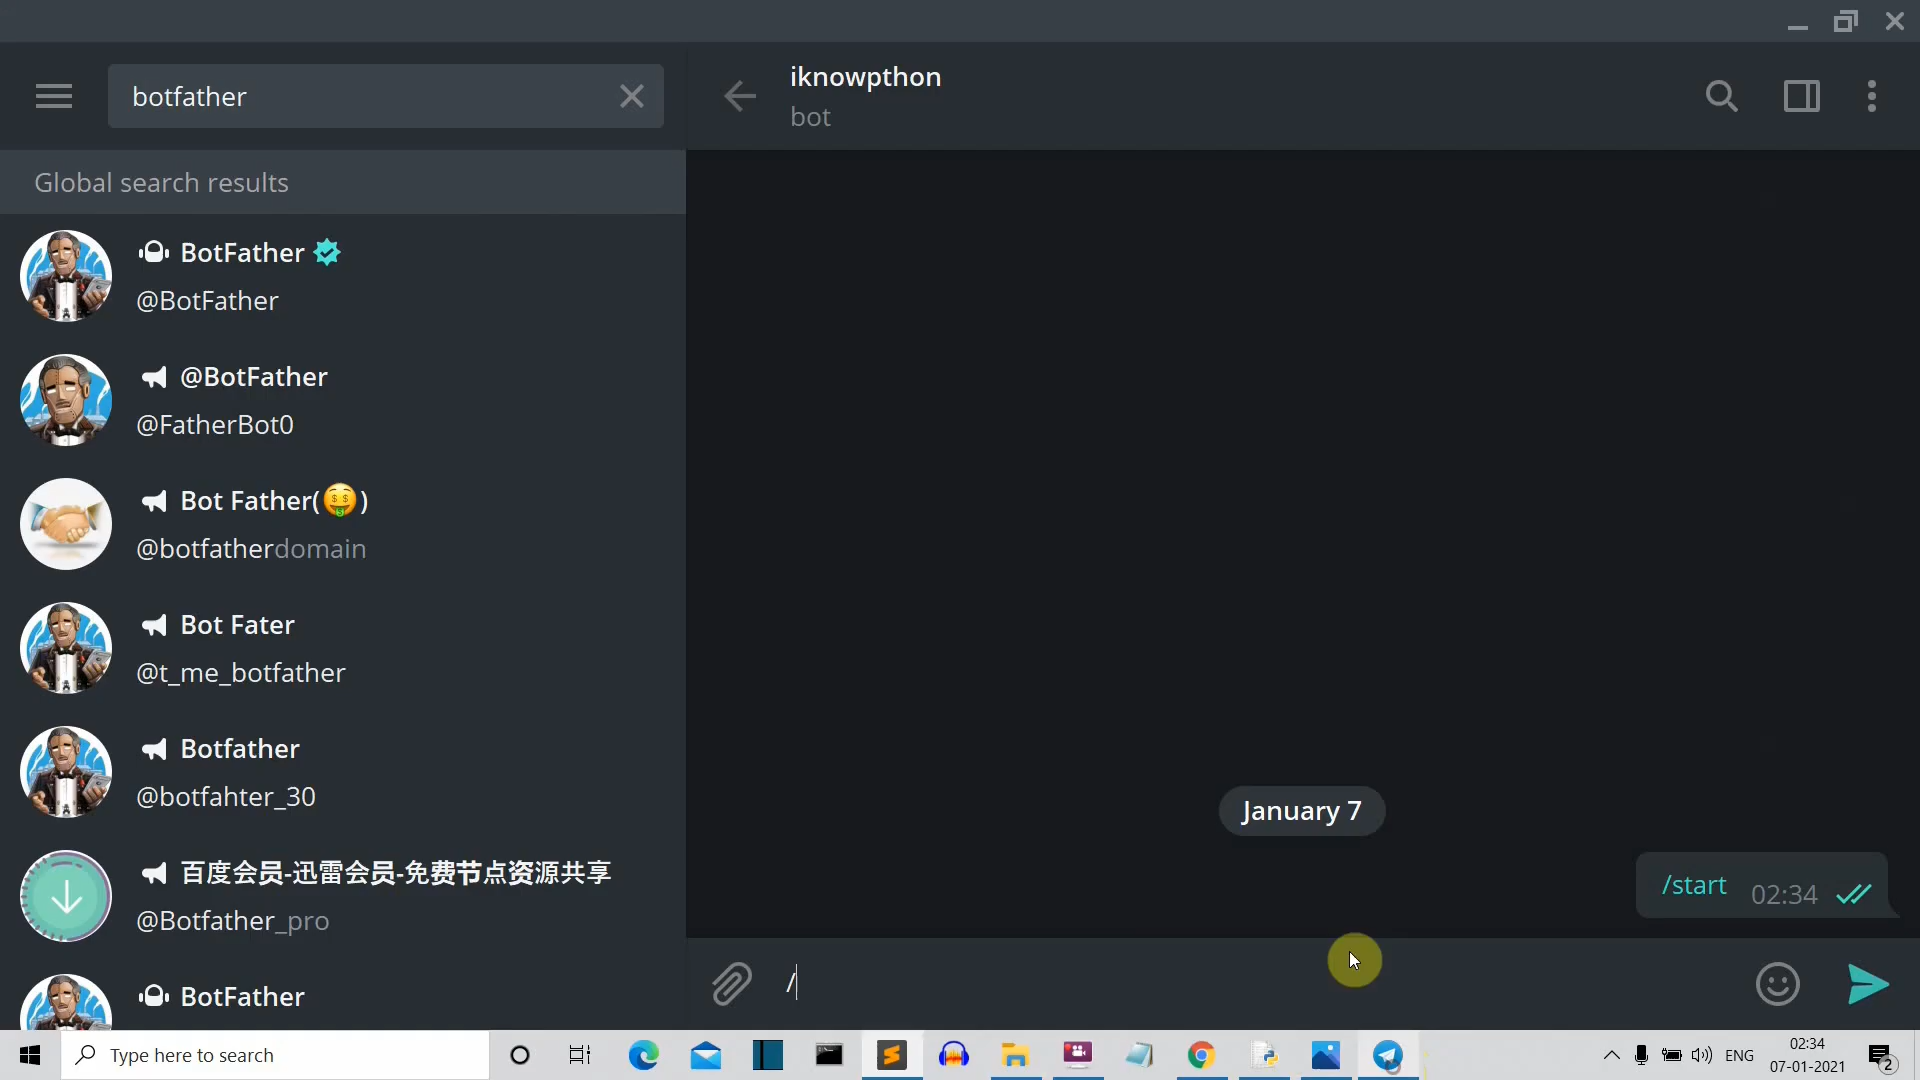 botfather
Global search results
BotFather
@BotFather
@BotFather
@FatherBot0
Bot Father(🤑)
@botfatherdomain
Bot Fater
@t_me_botfather
Botfather
@botfahter_30
百度会员-迅雷会员-免费节点资源共享
@Botfather_pro
BotFather
iknowpthon
bot
January 7
/start 02:34
/
Type here to search
ENG
02:34
07-01-2021
2